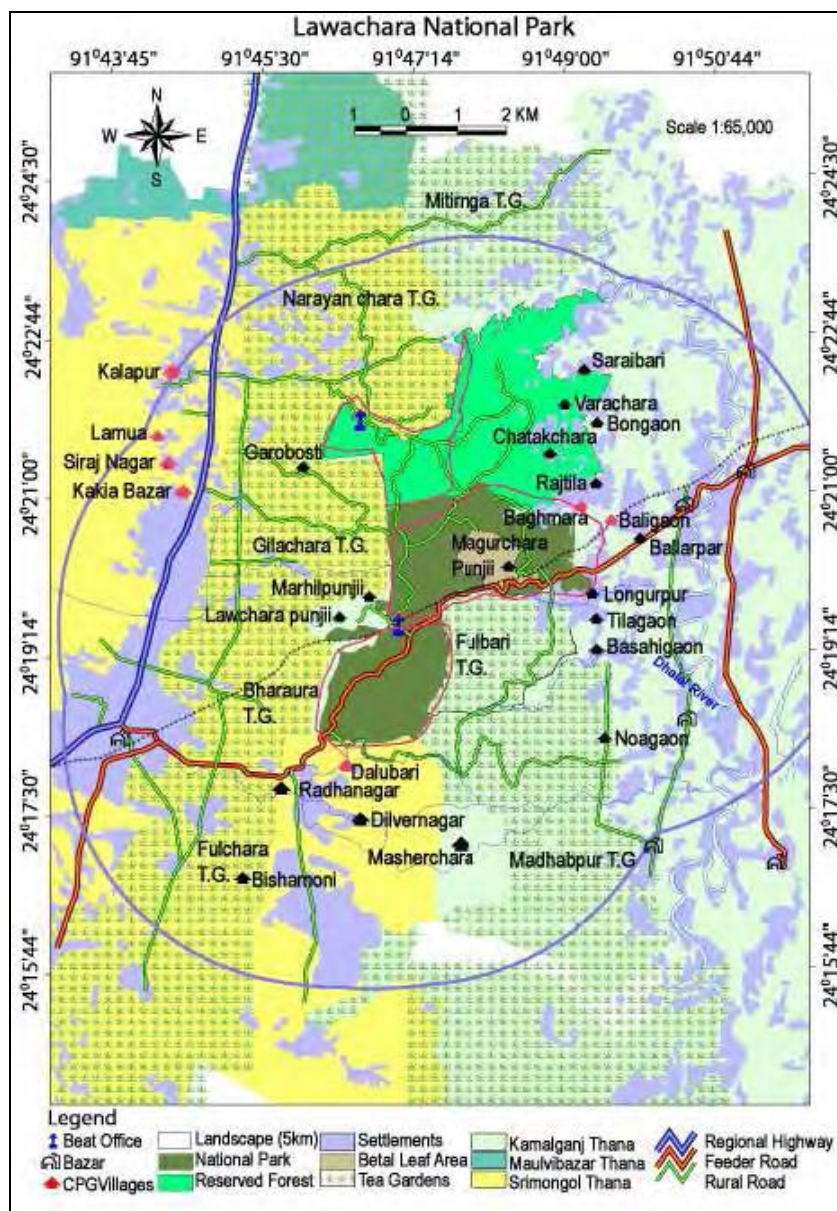 Lawachara National Park
91°43'45" 91°45'30" 91°47'14" 91°49'00" 91°50'44"
N
W E
S
1 0 1 2 KM
Scale 1:65,000
24°24'30" 24°24'30"
Mitirnga T.G.
Narayan chara T.G.
24°22'44" 24°22'44"
Kalapur
Saraibari
Varachara
Lamua
Bongaon
Chatakchara
Siraj Nagar
Garobosti
24°21'00" 24°21'00"
Kakia Bazar
Rajtila
Baghmara
Baligaon
Gilachara T.G.
Magurchara
Punjii
Ballarpar
Marhilpunjii
Longurpur
Lawchara punjii
Tilagaon
24°19'14" 24°19'14"
Fulbari
T.G.
Basahigaon
Dhalai River
Bharaura
T.G.
Noagaon
Dalubari
Radhanagar
24°17'30" 24°17'30"
Dilvernagar
Fulchara
T.G.
Masherchara
Madhabpur T.G
Bishamoni
24°15'44" 24°15'44"
Legend
Beat Office
Bazar
CPGVillages
Landscape (5km)
National Park
Reserved Forest
Settlements
Betal Leaf Area
Tea Gardens
Kamalganj Thana
Maulvibazar Thana
Srimongol Thana
Regional Highway
Feeder Road
Rural Road